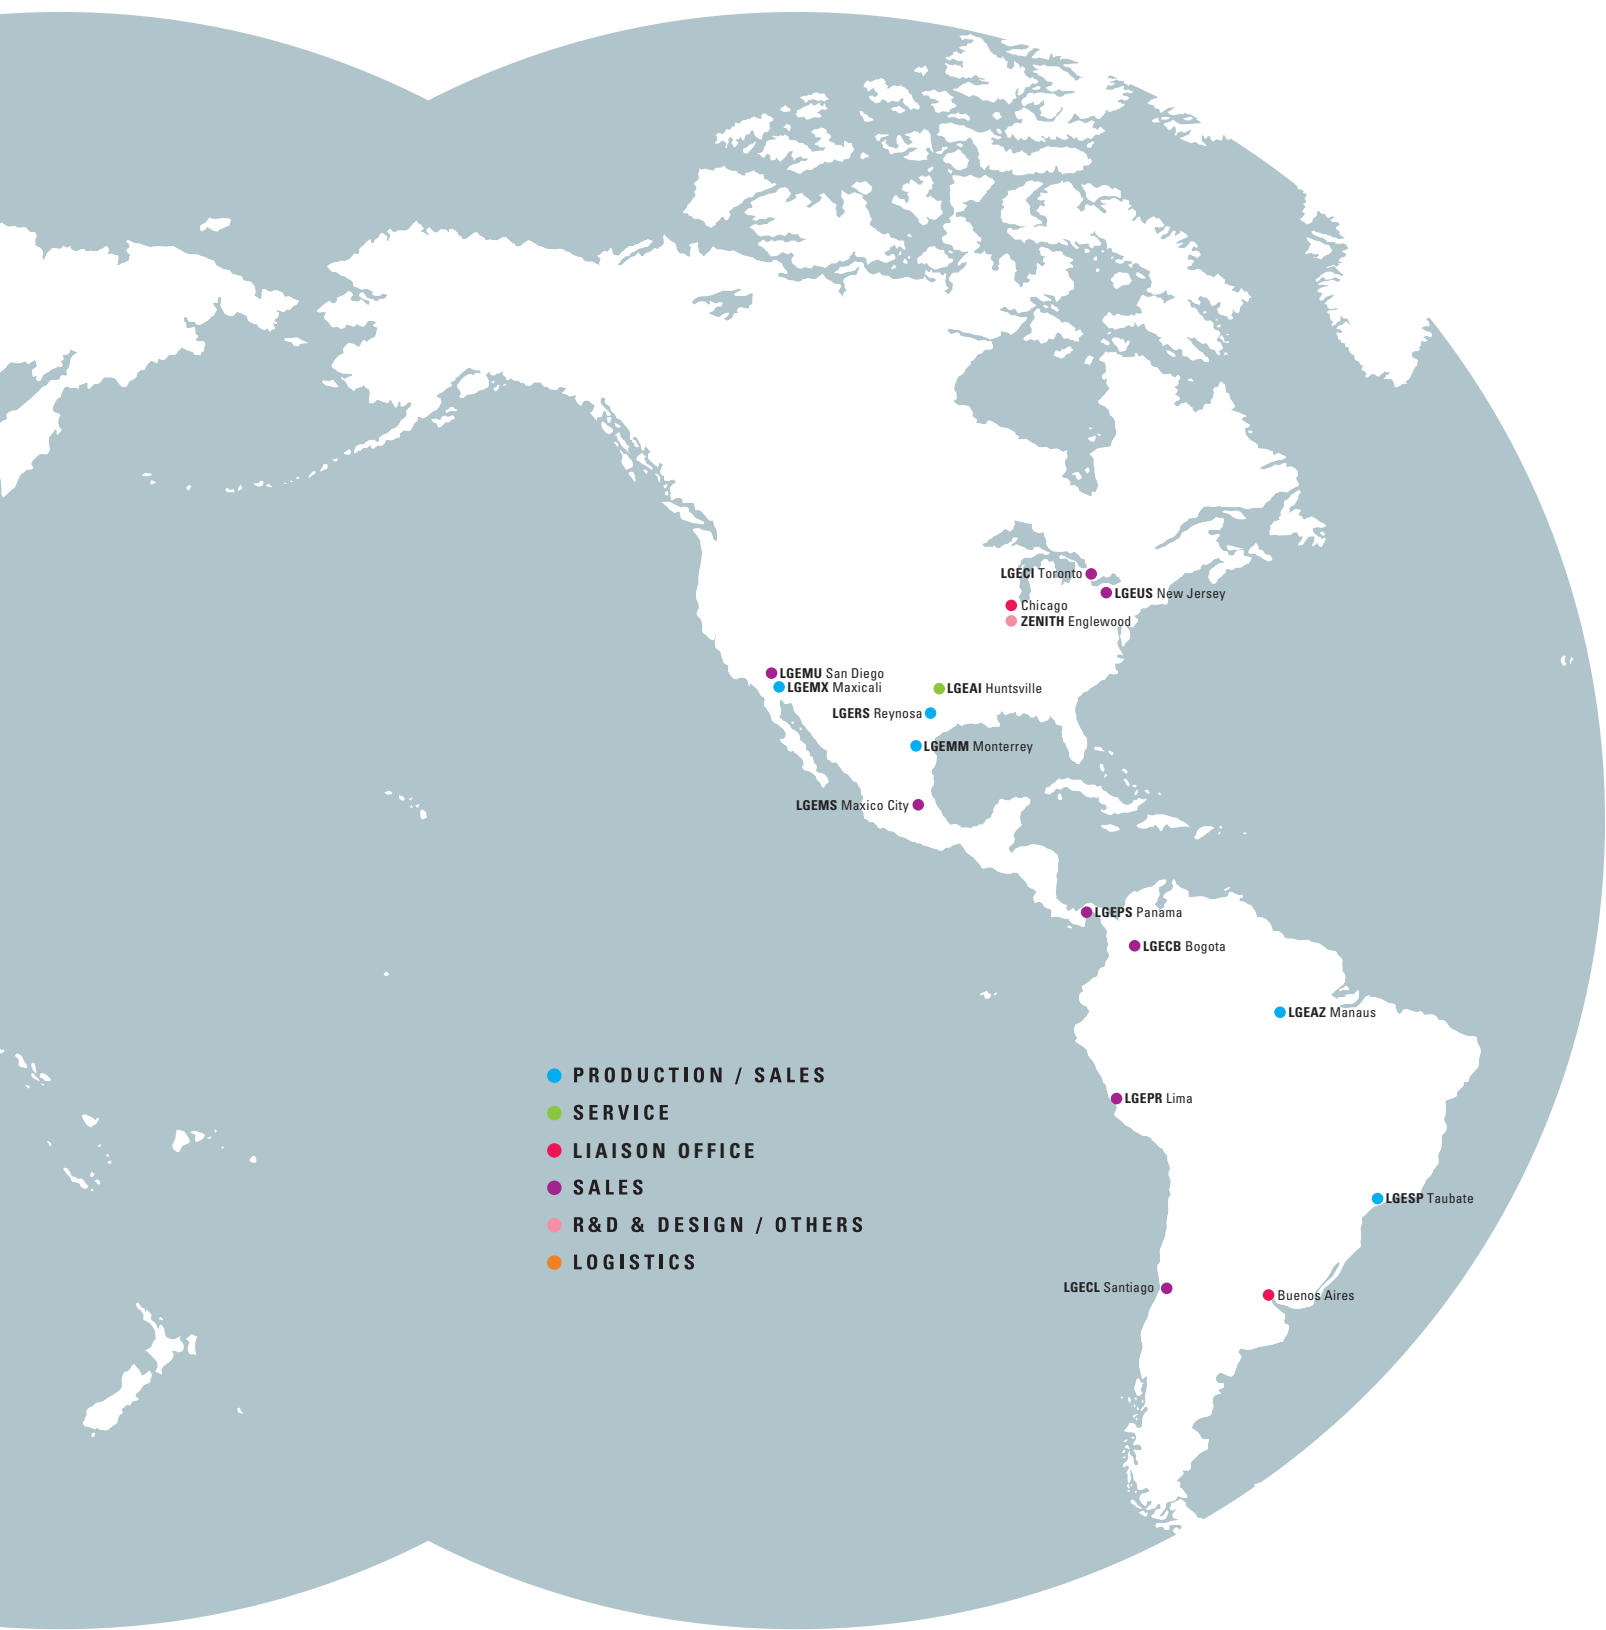 LGECI Toronto
LGEUS New Jersey
Chicago
ZENITH Englewood
LGEMU San Diego
LGEMX Maxicali
LGEAI Huntsville
LGERS Reynosa
LGEMM Monterrey
LGEMS Maxico City
LGEPS Panama
LGECB Bogota
LGEAZ Manaus
PRODUCTION / SALES
SERVICE
LIAISON OFFICE
SALES
R&D & DESIGN / OTHERS
LOGISTICS
LGEPR Lima
LGESP Taubate
LGECL Santiago
Buenos Aires